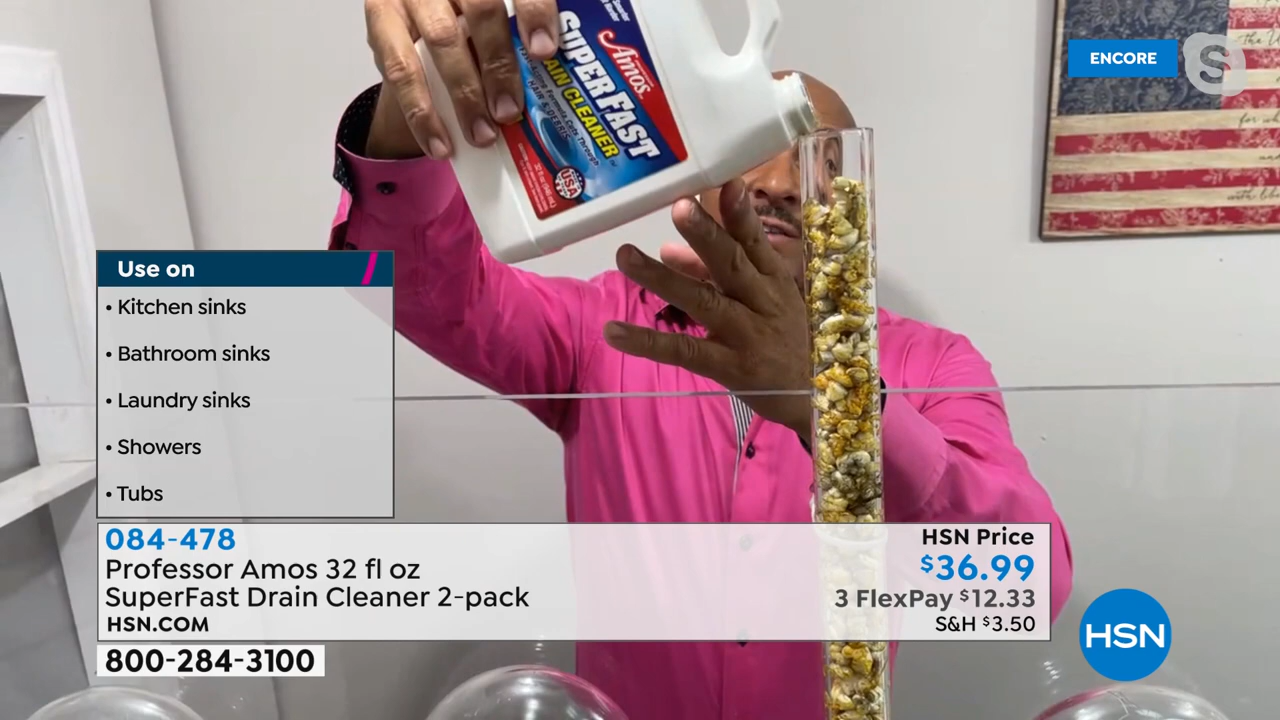 ENCORE
S
Amos
SUPERFAST
DRAIN CLEANER
HAIR & DEBRIS
USA
Use on
• Kitchen sinks
• Bathroom sinks
• Laundry sinks
• Showers
• Tubs
084-478
Professor Amos 32 fl oz
SuperFast Drain Cleaner 2-pack
HSN.COM
HSN Price
$36.99
3 FlexPay $12.33
S&H $3.50
HSN
800-284-3100